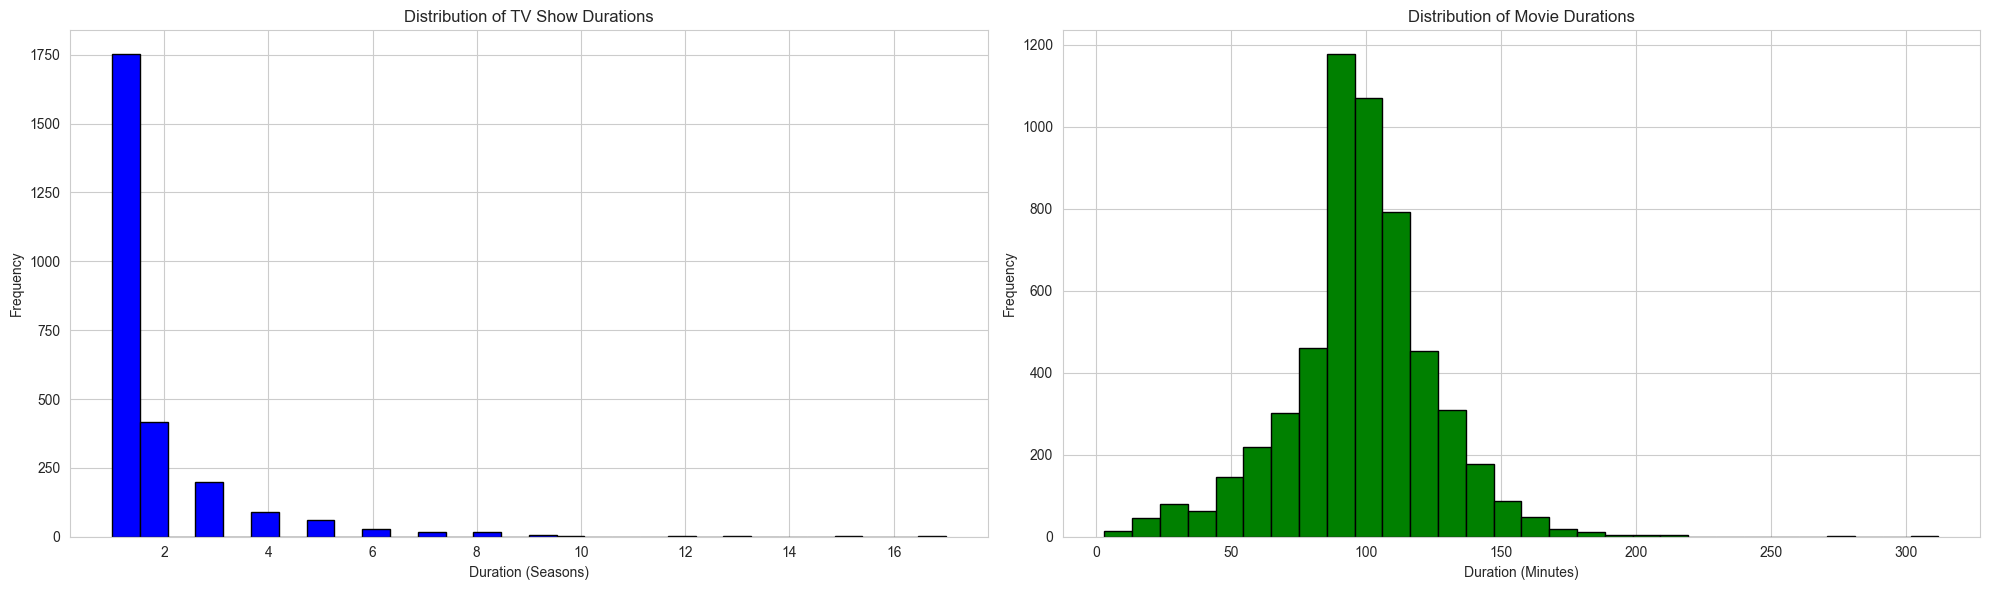 Distribution of TV Show Durations
1750
1500
1250
1000
750
500
250
0
Frequency
2 4 6 8 10 12 14 16
Duration (Seasons)
Distribution of Movie Durations
1200
1000
800
600
400
200
0
Frequency
0 50 100 150 200 250 300
Duration (Minutes)